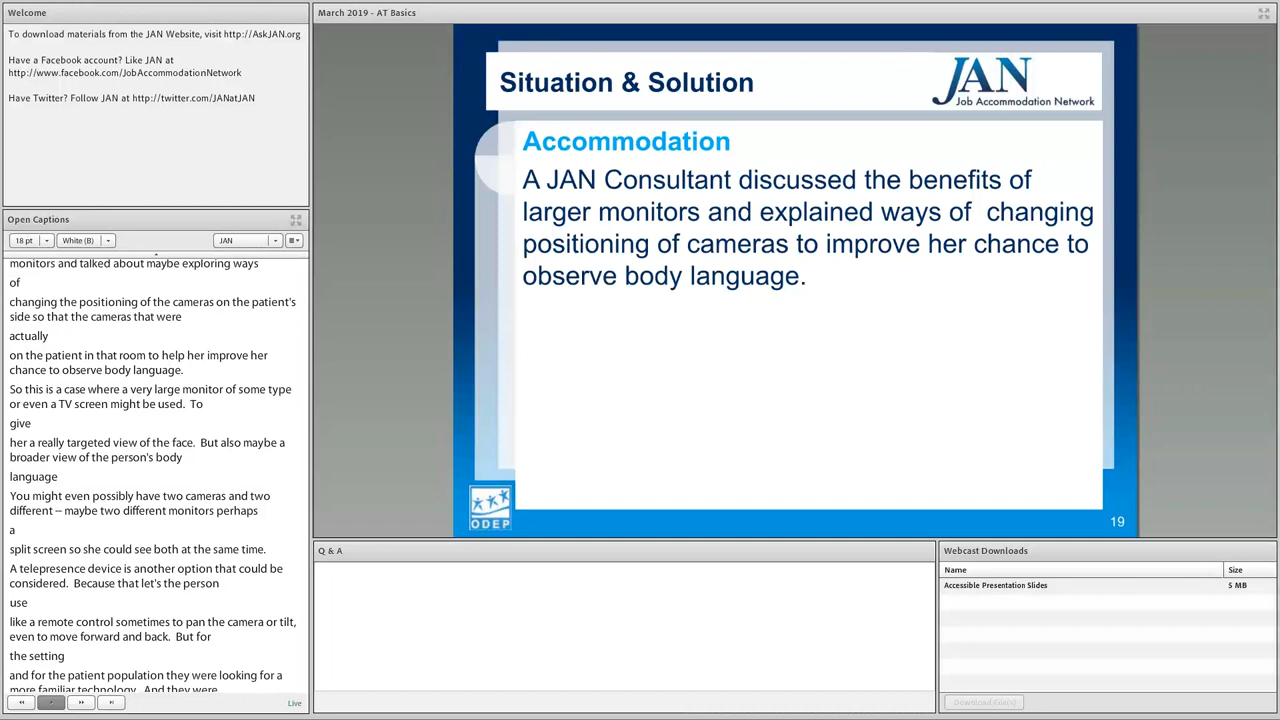 Welcome
To download materials from the JAN Website, visit http://AskJAN.org
Have a Facebook account? Like JAN at
http://www.facebook.com/JobAccommodationNetwork
Have Twitter? Follow JAN at http://twitter.com/JANatJAN
Open Captions
18 pt
White (B)
JAN
monitors and talked about maybe exploring ways
of
changing the positioning of the cameras on the patient's
side so that the cameras that were
actually
on the patient in that room to help her improve her
chance to observe body language.
So this is a case where a very large monitor of some type
or even a TV screen might be used. To
give
her a really targeted view of the face. But also maybe a
broader view of the person's body
language
You might even possibly have two cameras and two
different -- maybe two different monitors perhaps
a
split screen so she could see both at the same time.
A telepresence device is another option that could be
considered. Because that let's the person
use
like a remote control sometimes to pan the camera or tilt,
even to move forward and back. But for
the setting
and for the patient population they were looking for a
more familiar technology. And they were
Live
March 2019 - AT Basics
Situation & Solution
JAN
Job Accommodation Network
Accommodation
A JAN Consultant discussed the benefits of
larger monitors and explained ways of changing
positioning of cameras to improve her chance to
observe body language.
ODEP
19
Q & A
Webcast Downloads
Name
Size
Accessible Presentation Slides
5 MB
Download File(s)